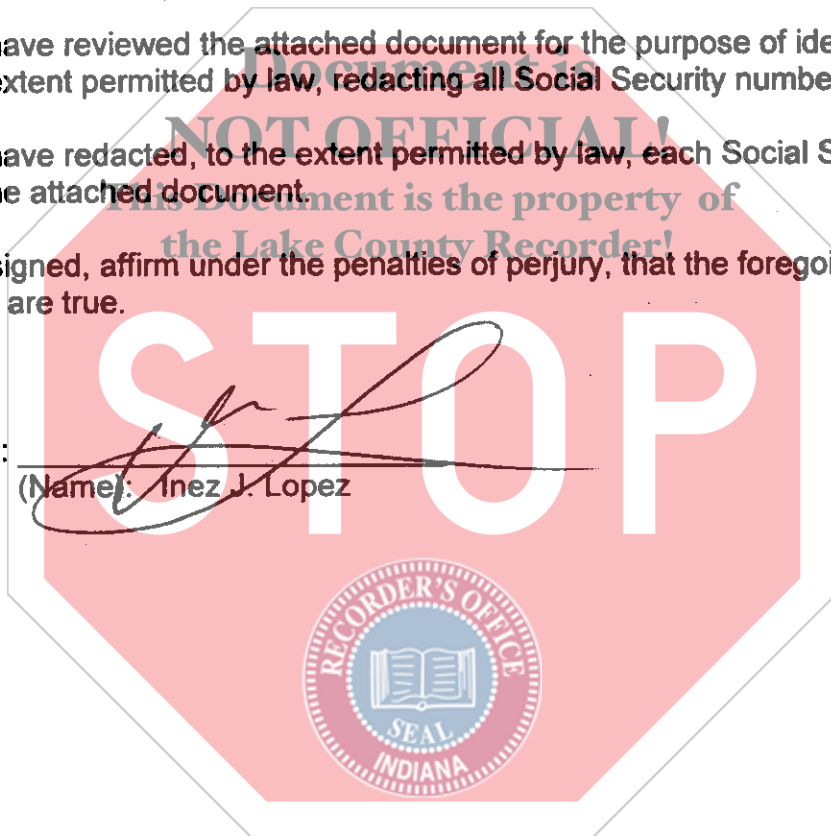 ave reviewed the attached document for the purpose of ide
Document is
extent permitted by law, redacting all Social Security numbe
NOT OFFICIAL!
ave redacted, to the extent permitted by law, each Social S
e attached document.
This Document is the property of
the Lake County Recorder!
igned, affirm under the penalties of perjury, that the foregoi
are true.
STOP
:
(Name): Inez J. Lopez
RECORDER'S OFFICE
SEAL
INDIANA